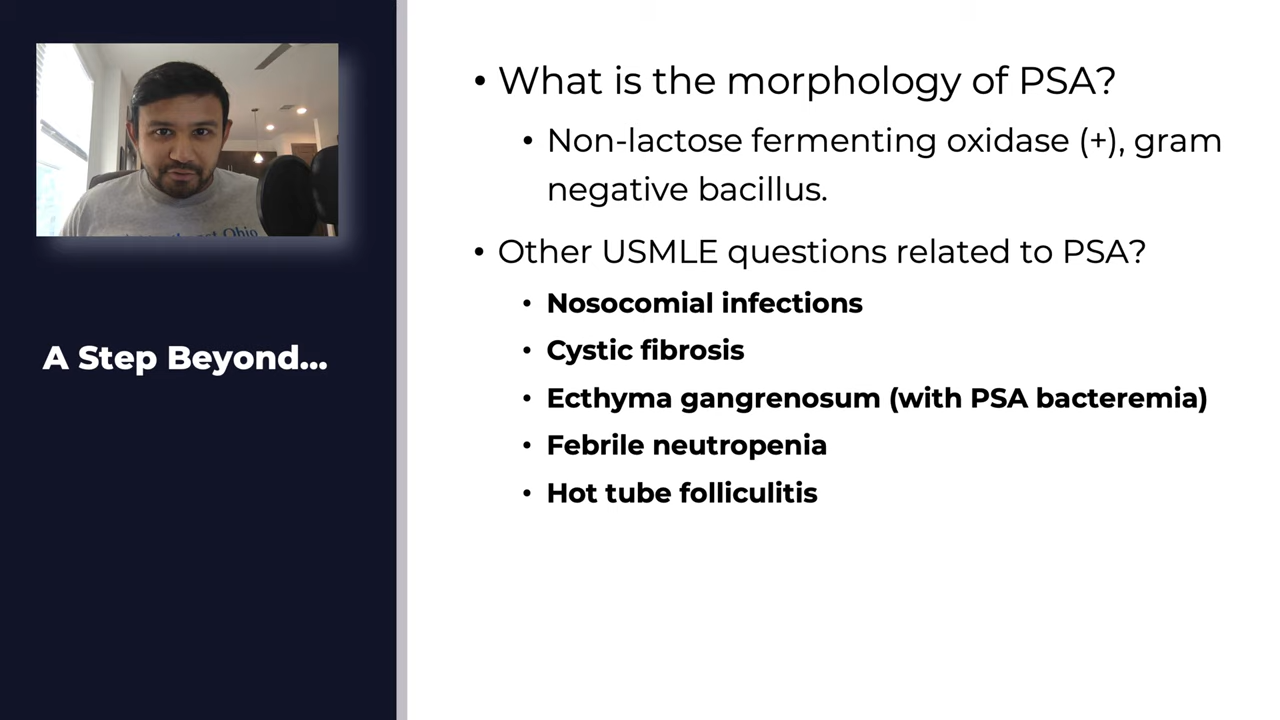 • What is the morphology of PSA?
• Non-lactose fermenting oxidase (+), gram
negative bacillus.
• Other USMLE questions related to PSA?
• Nosocomial infections
• Cystic fibrosis
• Ecthyma gangrenosum (with PSA bacteremia)
• Febrile neutropenia
• Hot tube folliculitis
A Step Beyond...
Ohio